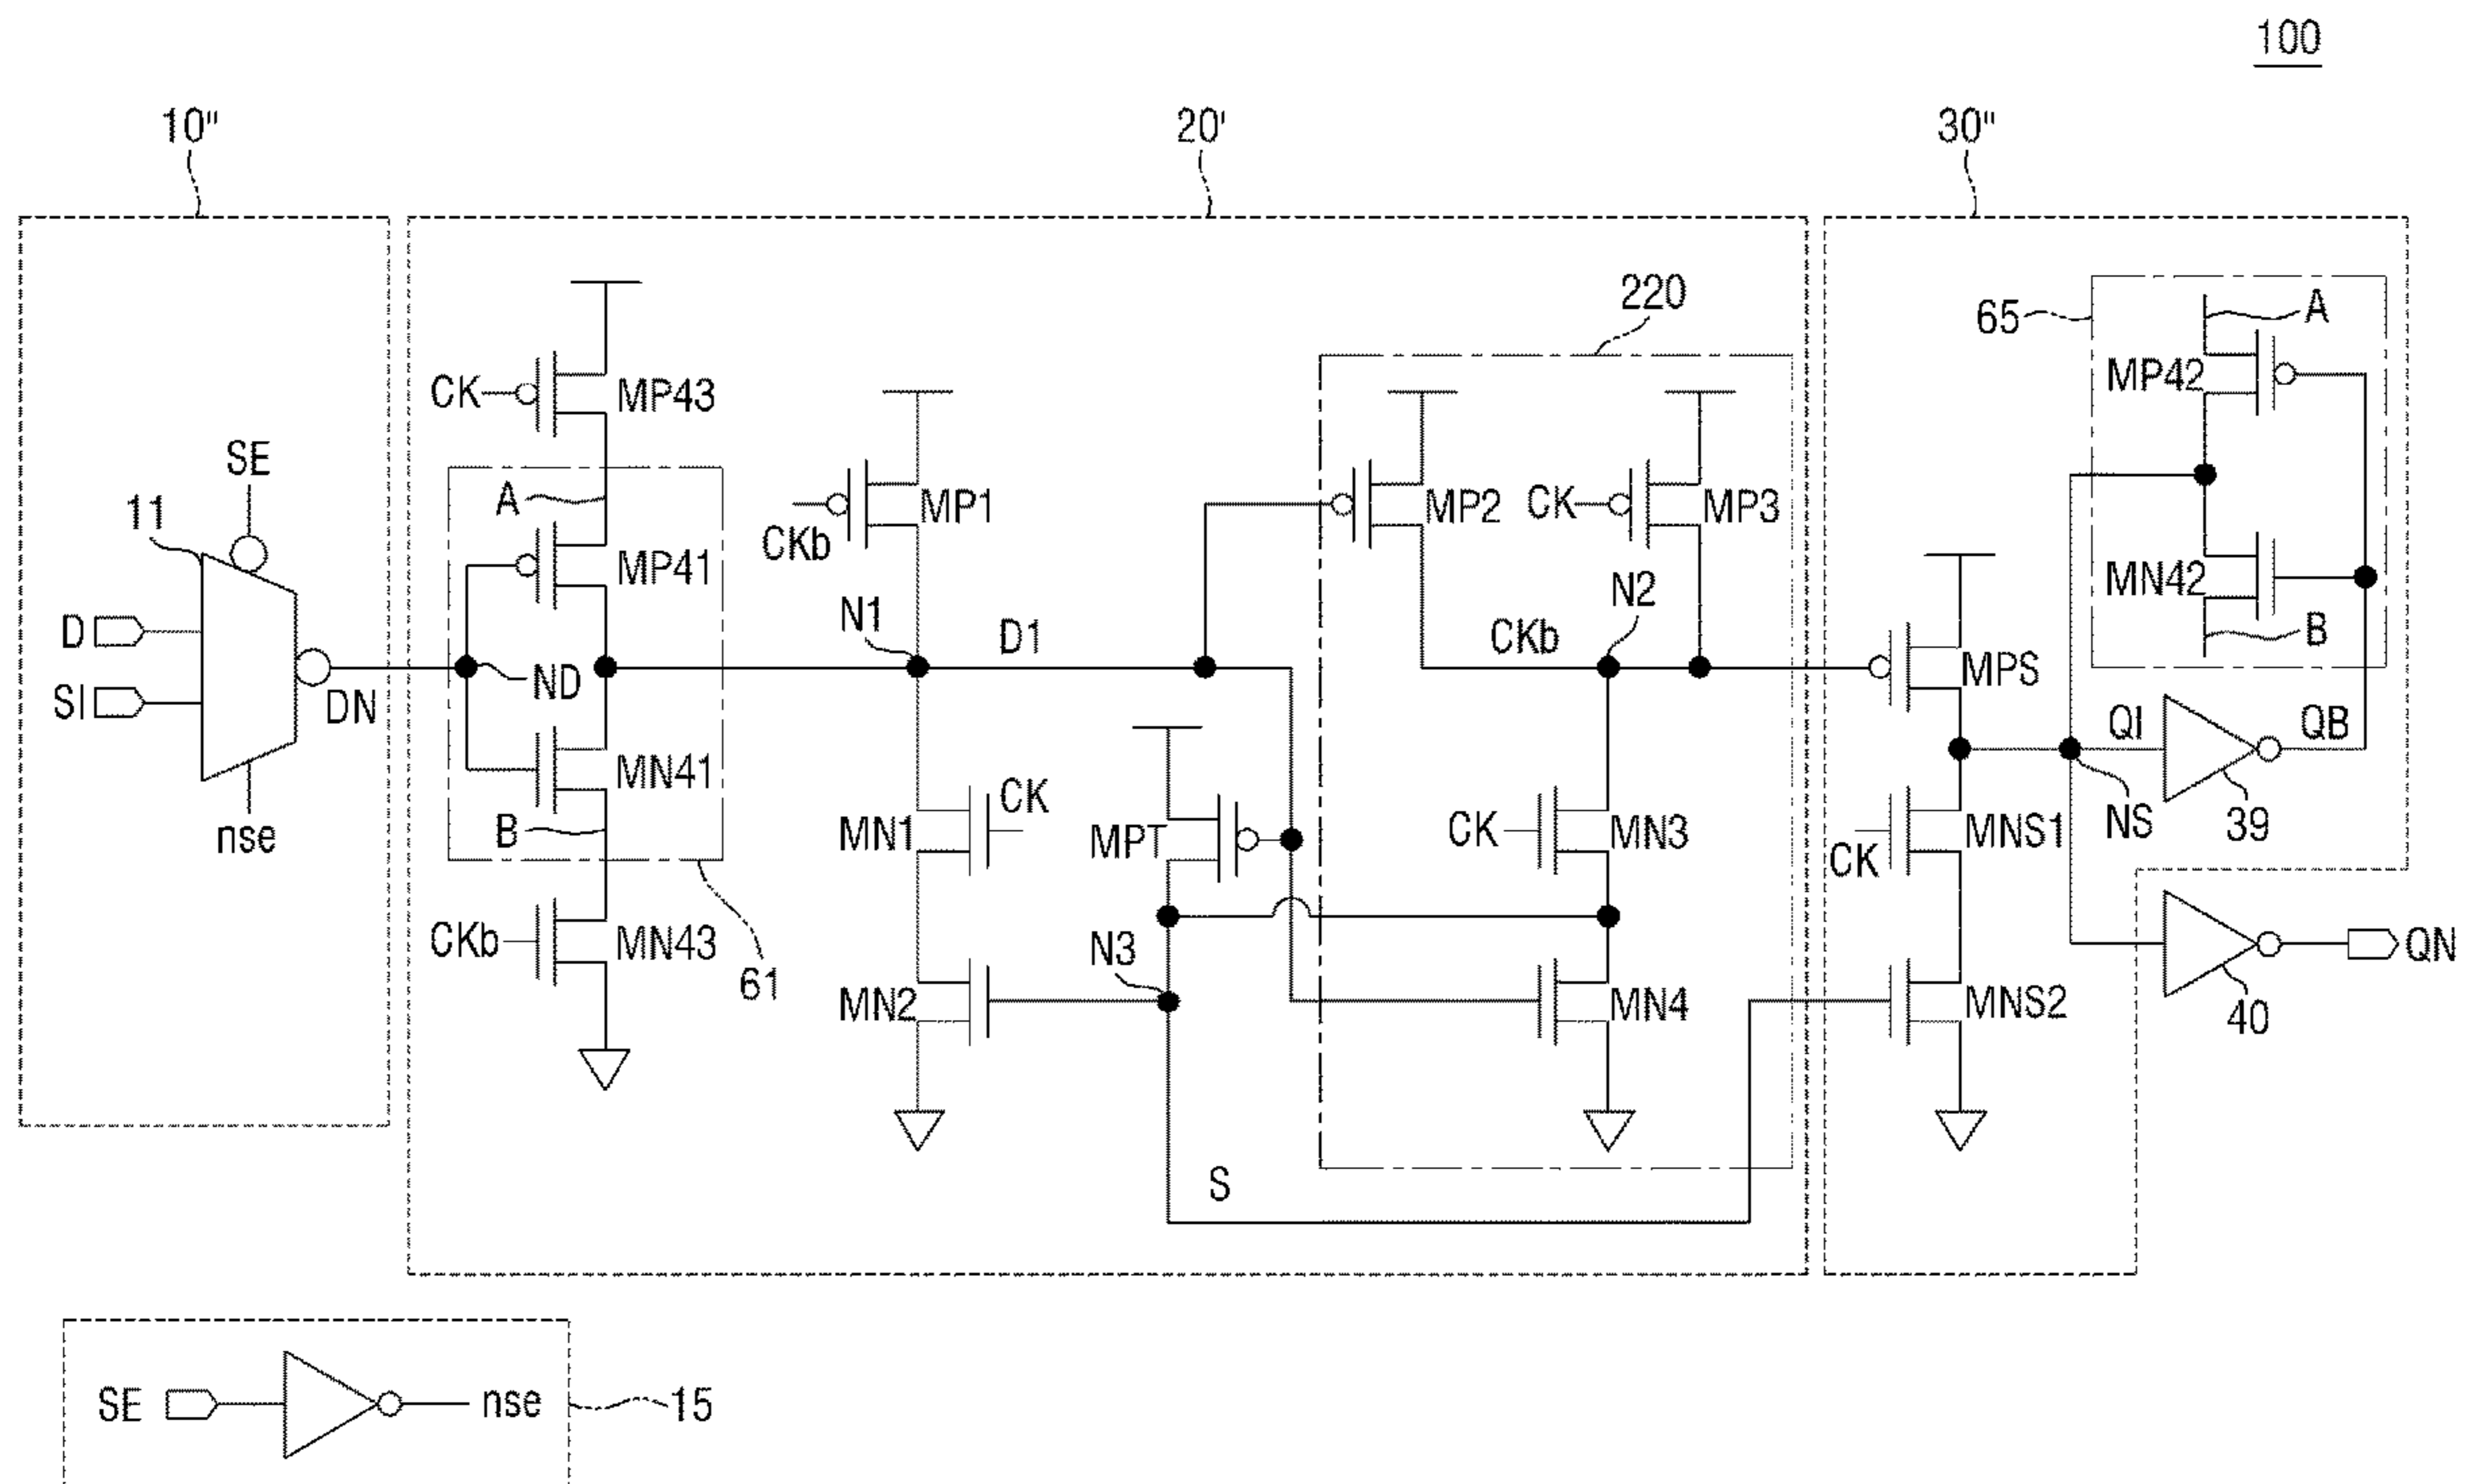 100
10"
20'
30"
220
65
A
MP42
CK
MP43
SE
11
A
MP1
CKb
MP2
CK
MP3
MP41
MN42
B
N1
D1
CKb
N2
D
ND
MPS
SI
DN
QI
QB
MN41
CK
nse
B
MN1
MPT
CK
MN3
MNS1
NS
39
CK
CKb
MN43
N3
QN
61
MN2
MN4
MNS2
40
S
SE
nse
15